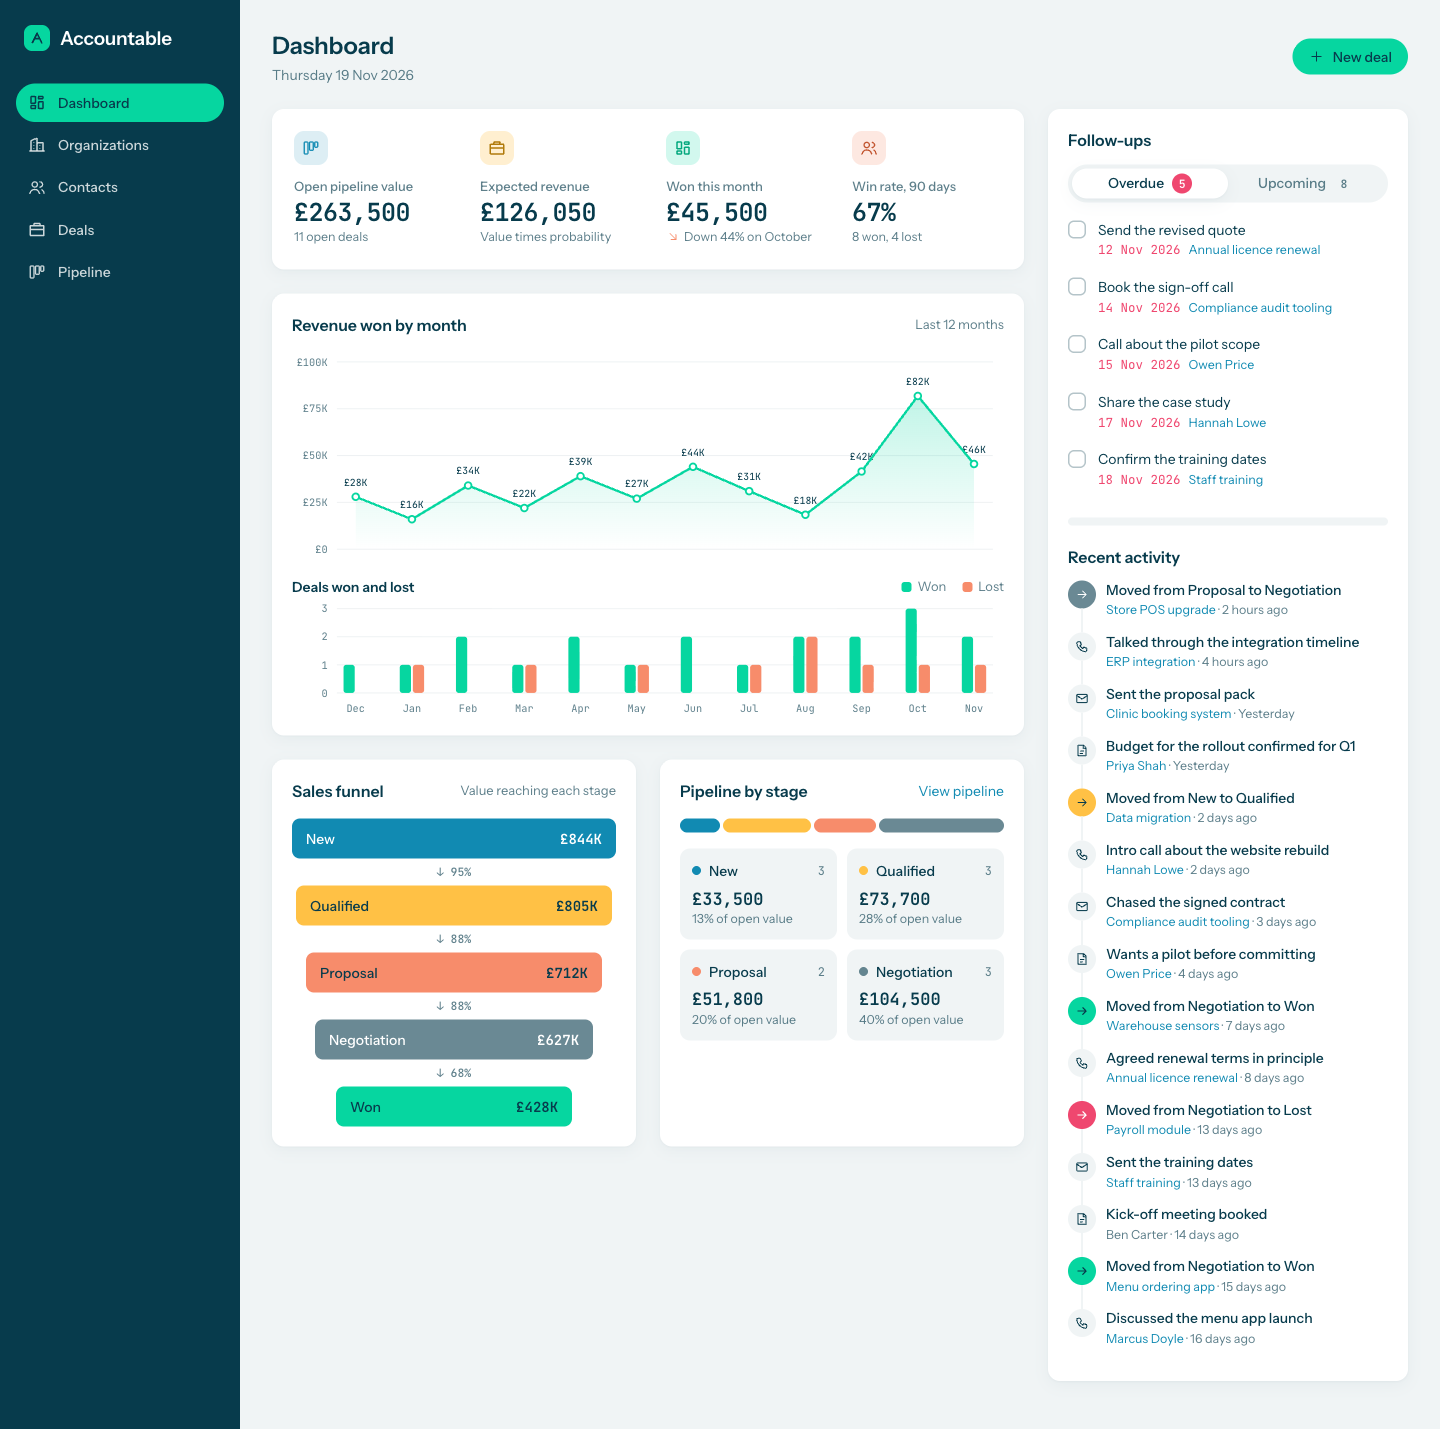 Accountable
Dashboard
Organizations
Contacts
Deals
Pipeline
Dashboard
Thursday 19 Nov 2026
+ New deal
Open pipeline value
£263,500
11 open deals
Expected revenue
£126,050
Value times probability
Won this month
£45,500
↘ Down 44% on October
Win rate, 90 days
67%
8 won, 4 lost
Revenue won by month
Last 12 months
£100K
£75K
£50K
£25K
£0
£28K
£16K
£34K
£22K
£39K
£27K
£44K
£31K
£18K
£42K
£82K
£46K
Deals won and lost
Won
Lost
3
2
1
0
Dec
Jan
Feb
Mar
Apr
May
Jun
Jul
Aug
Sep
Oct
Nov
Sales funnel
Value reaching each stage
New £844K
↓ 95%
Qualified £805K
↓ 88%
Proposal £712K
↓ 88%
Negotiation £627K
↓ 68%
Won £428K
Pipeline by stage
View pipeline
New 3
£33,500
13% of open value
Qualified 3
£73,700
28% of open value
Proposal 2
£51,800
20% of open value
Negotiation 3
£104,500
40% of open value
Follow-ups
Overdue 5
Upcoming 8
Send the revised quote
12 Nov 2026 Annual licence renewal
Book the sign-off call
14 Nov 2026 Compliance audit tooling
Call about the pilot scope
15 Nov 2026 Owen Price
Share the case study
17 Nov 2026 Hannah Lowe
Confirm the training dates
18 Nov 2026 Staff training
Recent activity
Moved from Proposal to Negotiation
Store POS upgrade · 2 hours ago
Talked through the integration timeline
ERP integration · 4 hours ago
Sent the proposal pack
Clinic booking system · Yesterday
Budget for the rollout confirmed for Q1
Priya Shah · Yesterday
Moved from New to Qualified
Data migration · 2 days ago
Intro call about the website rebuild
Hannah Lowe · 2 days ago
Chased the signed contract
Compliance audit tooling · 3 days ago
Wants a pilot before committing
Owen Price · 4 days ago
Moved from Negotiation to Won
Warehouse sensors · 7 days ago
Agreed renewal terms in principle
Annual licence renewal · 8 days ago
Moved from Negotiation to Lost
Payroll module · 13 days ago
Sent the training dates
Staff training · 13 days ago
Kick-off meeting booked
Ben Carter · 14 days ago
Moved from Negotiation to Won
Menu ordering app · 15 days ago
Discussed the menu app launch
Marcus Doyle · 16 days ago